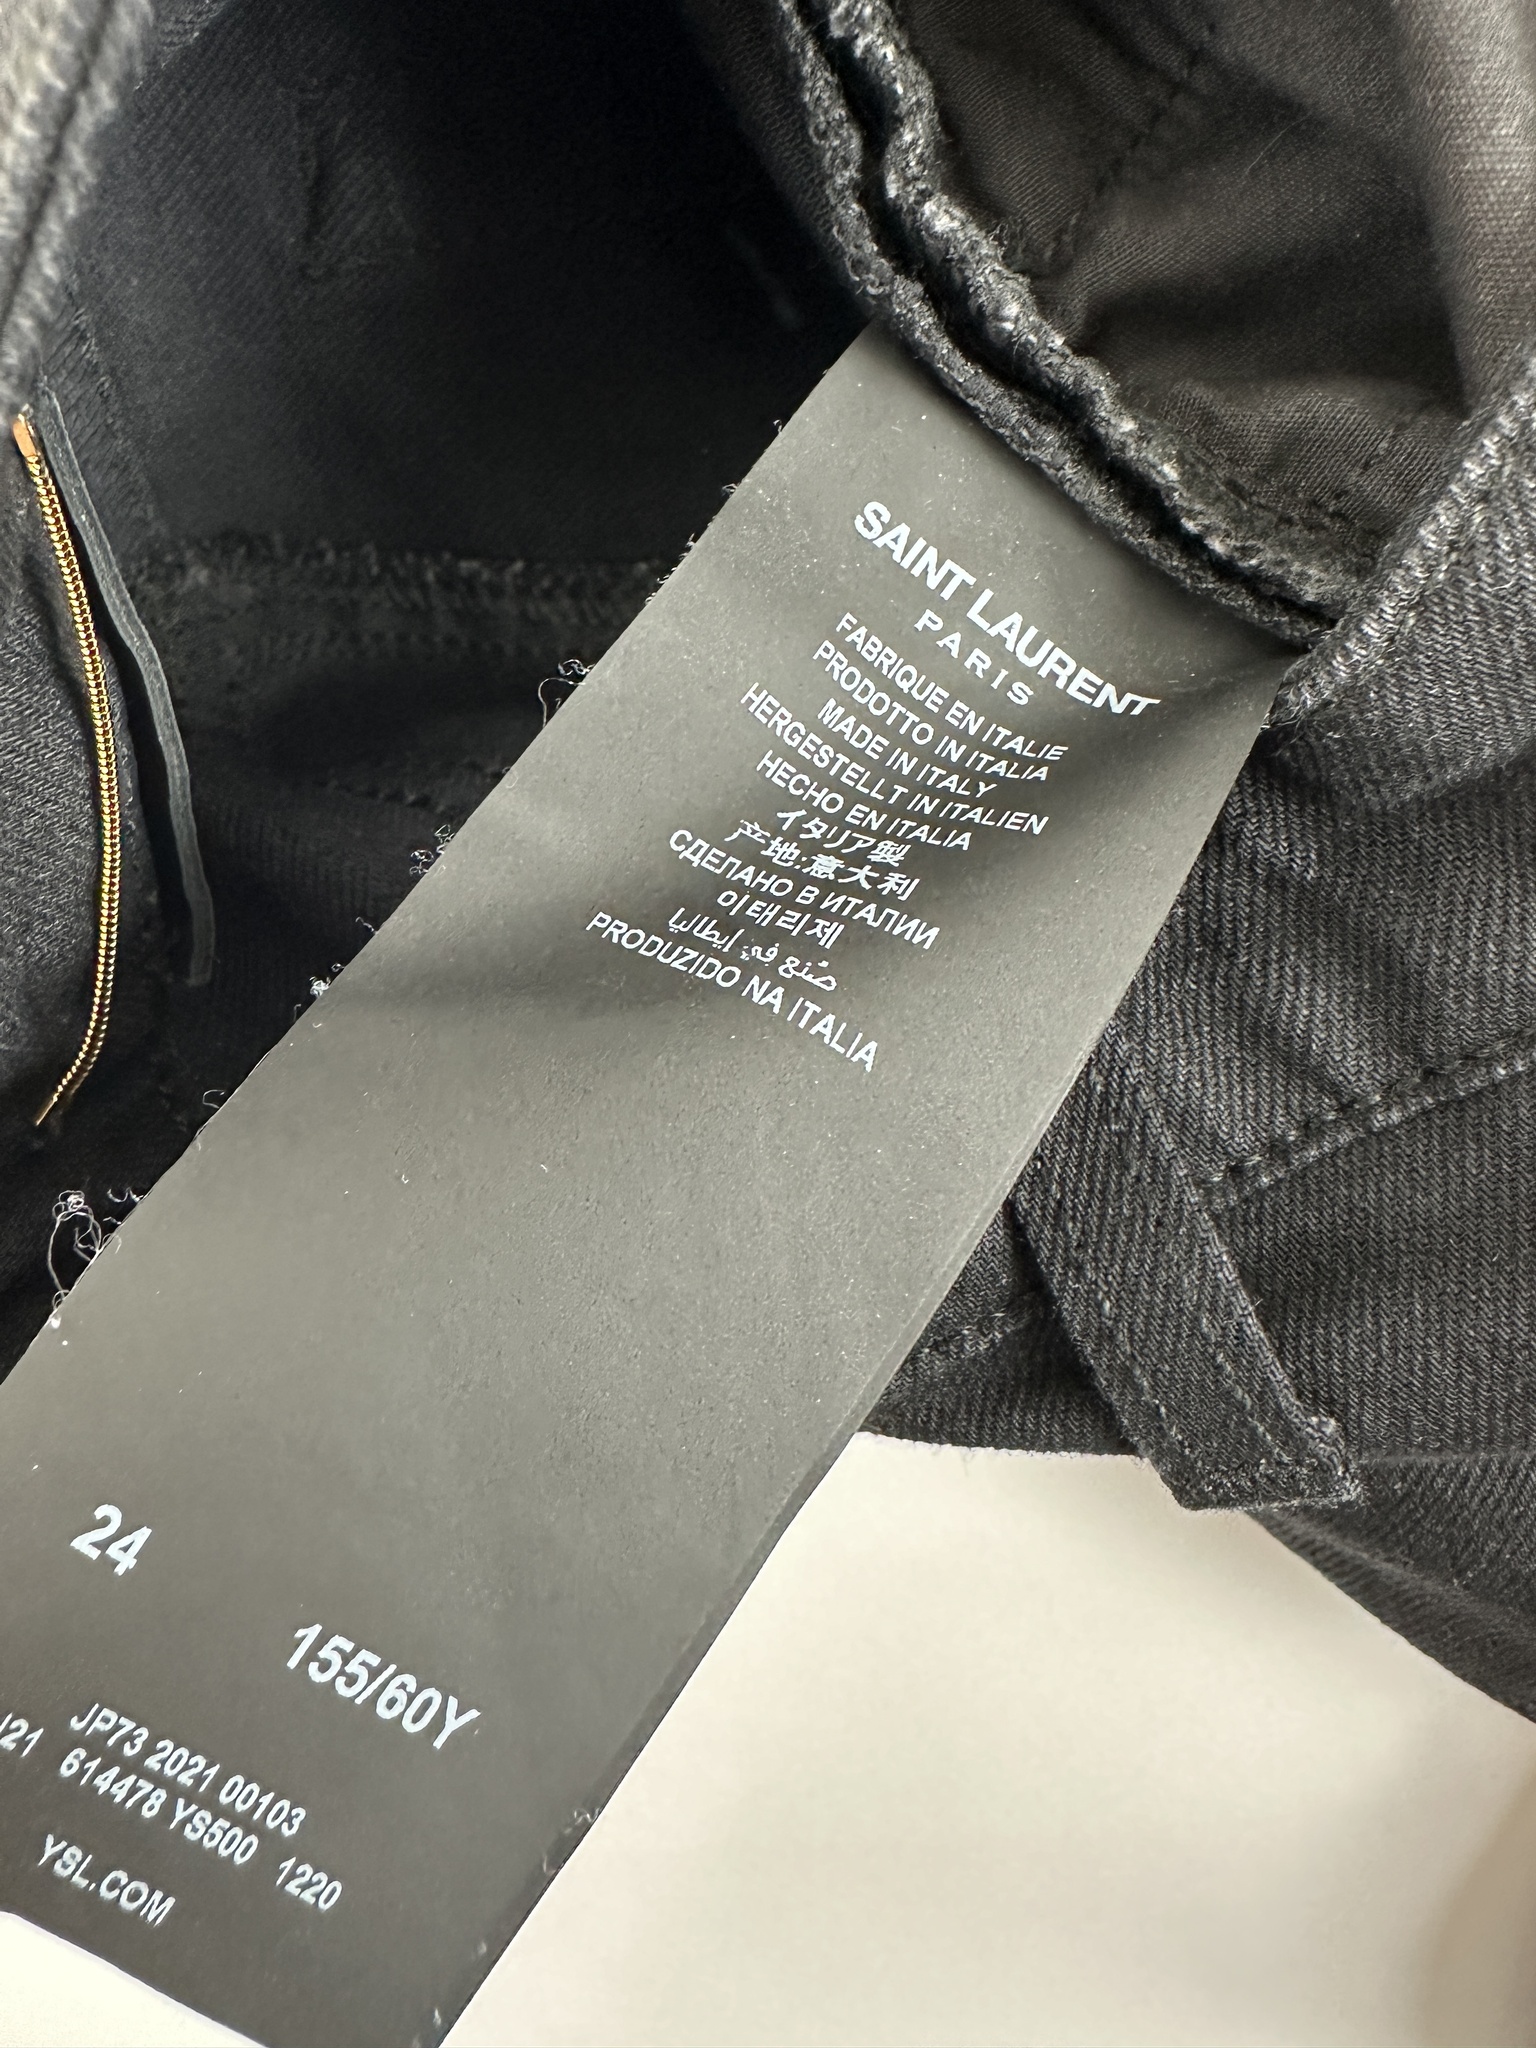 SAINT LAURENT
PARIS
FABRIQUE EN ITALIE
PRODOTTO IN ITALIA
MADE IN ITALY
HERGESTELLT IN ITALIEN
HECHO EN ITALIA
イタリア製
产地:意大利
СДЕЛАНО В ИТАЛИИ
이태리제
صُنع في إيطاليا
PRODUZIDO NA ITALIA
24
155/60Y
JP73 2021 00103
614478 YS500 1220
YSL.COM